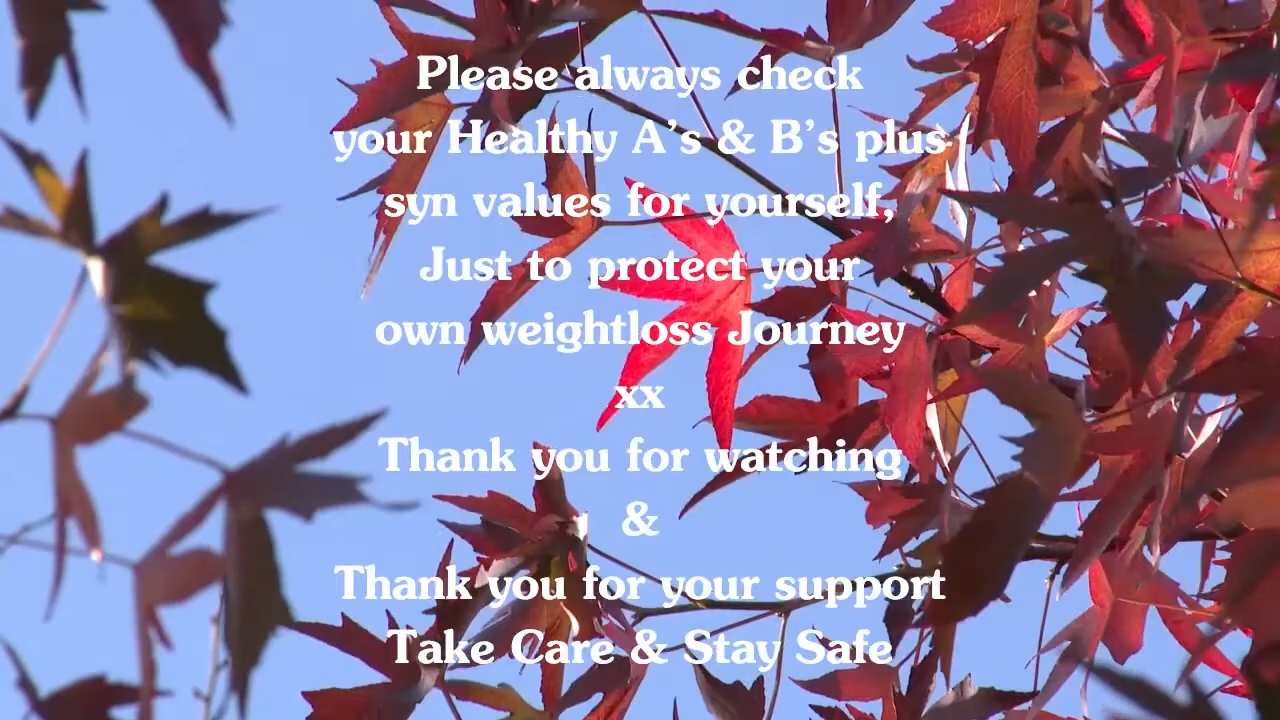 Please always check
your Healthy A's & B's plus
syn values for yourself,
Just to protect your
own weightloss Journey
xx
Thank you for watching
&
Thank you for your support
Take Care & Stay Safe